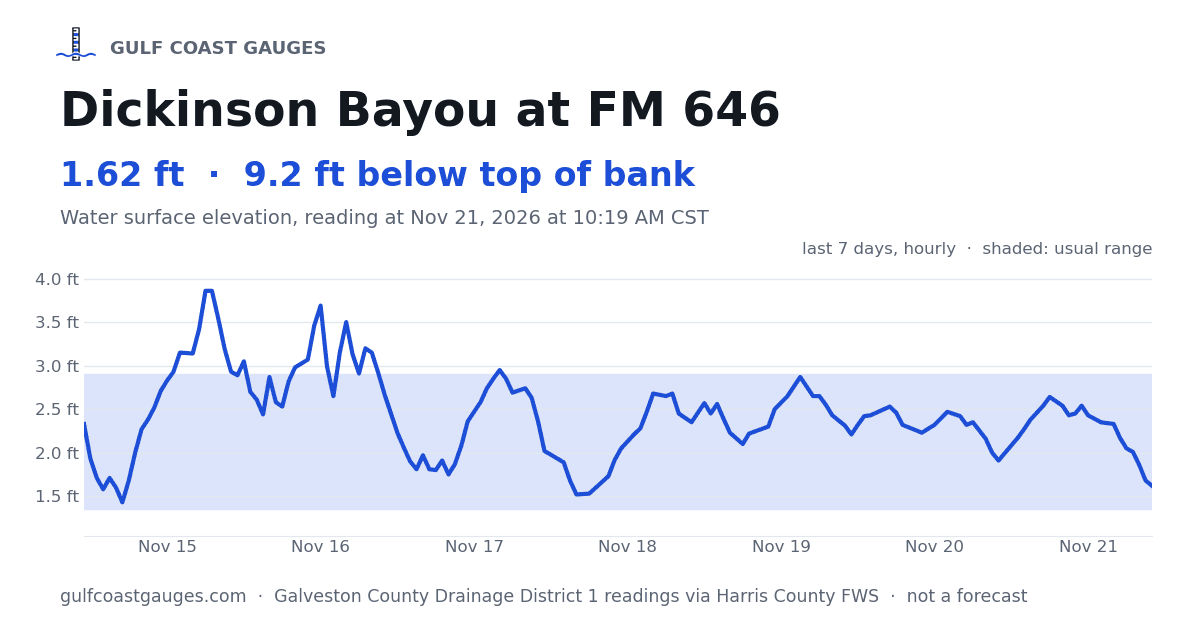 GULF COAST GAUGES
Dickinson Bayou at FM 646
1.62 ft · 9.2 ft below top of bank
Water surface elevation, reading at Nov 21, 2026 at 10:19 AM CST
last 7 days, hourly · shaded: usual range
4.0 ft
3.5 ft
3.0 ft
2.5 ft
2.0 ft
1.5 ft
Nov 15 Nov 16 Nov 17 Nov 18 Nov 19 Nov 20 Nov 21
gulfcoastgauges.com · Galveston County Drainage District 1 readings via Harris County FWS · not a forecast